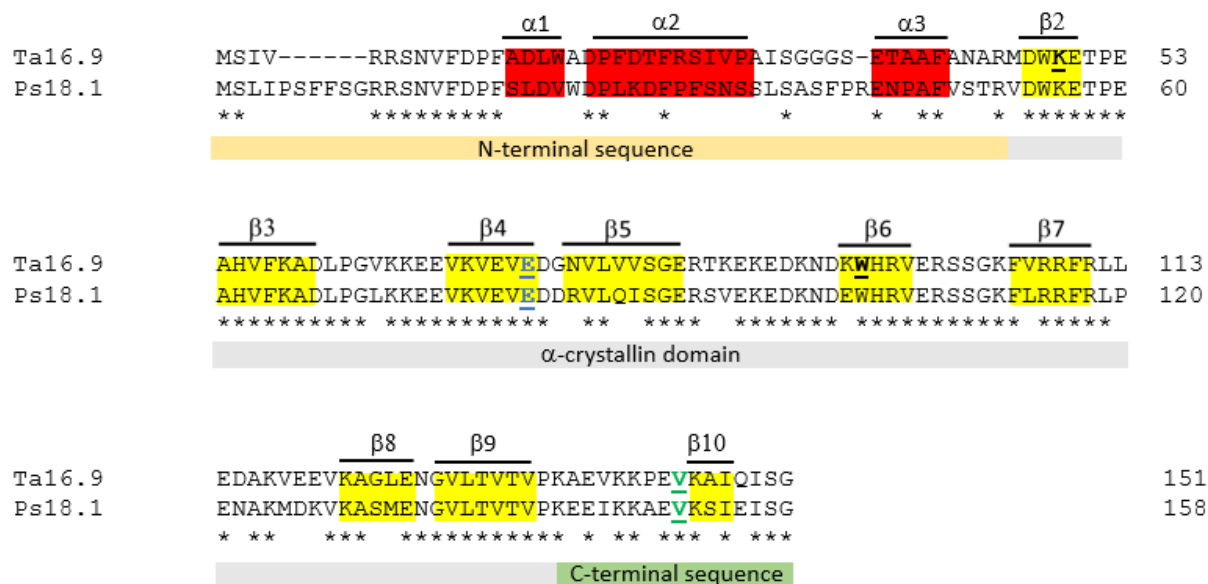 α1 α2 α3 β2
Ta16.9 MSIV------RRSNVFDPFADLWADPFDTFRSIVPAISGGGS-ETAAFANARMDWKETPE 53
Ps18.1 MSLIPSFFSGRRSNVFDPFSLDVWDPLKDFPFSNSSLSASFPRENPAFVSTRVDWKETPE 60
** ********* ** * * * ** * *******
N-terminal sequence
β3 β4 β5 β6 β7
Ta16.9 AHVFKADLPGVKKEEVKVEVEDGNVLVVSGERTKEKEDKNDKWHRVERSSGKFVRRFRLL 113
Ps18.1 AHVFKADLPGLKKEEVKVEVEDDRVLQISGERSVEKEDKNDEWHRVERSSGKFLRRFRLP 120
********** *********** ** **** ******* *********** *****
α-crystallin domain
β8 β9 β10
Ta16.9 EDAKVEEVKAGLENGVLTVTVPKAEVKKPEVKAIQISG 151
Ps18.1 ENAKMDKVKASMENGVLTVTVPKEEIKKAEVKSIEISG 158
* ** *** *********** * ** *** * ***
C-terminal sequence